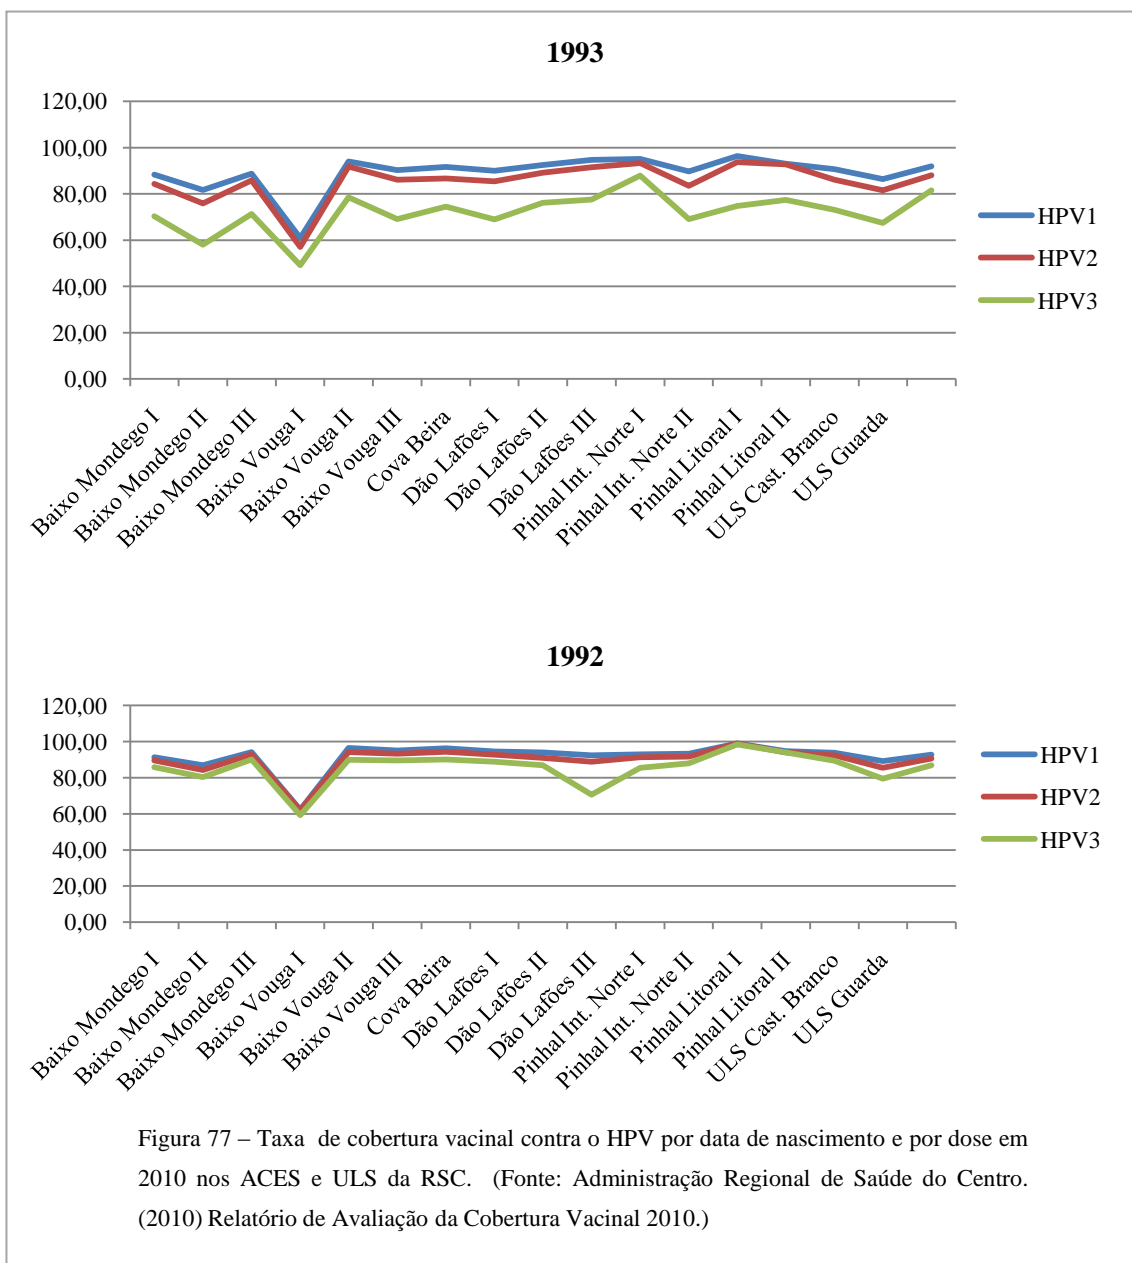 1993
120,00
100,00
80,00
60,00
40,00
20,00
0,00
HPV1
HPV2
HPV3
Baixo Mondego I
Baixo Mondego II
Baixo Mondego III
Baixo Vouga I
Baixo Vouga II
Baixo Vouga III
Cova Beira
Dão Lafões I
Dão Lafões II
Dão Lafões III
Pinhal Int. Norte I
Pinhal Int. Norte II
Pinhal Litoral I
Pinhal Litoral II
ULS Cast. Branco
ULS Guarda
1992
120,00
100,00
80,00
60,00
40,00
20,00
0,00
HPV1
HPV2
HPV3
Baixo Mondego I
Baixo Mondego II
Baixo Mondego III
Baixo Vouga I
Baixo Vouga II
Baixo Vouga III
Cova Beira
Dão Lafões I
Dão Lafões II
Dão Lafões III
Pinhal Int. Norte I
Pinhal Int. Norte II
Pinhal Litoral I
Pinhal Litoral II
ULS Cast. Branco
ULS Guarda
Figura 77 – Taxa de cobertura vacinal contra o HPV por data de nascimento e por dose em
2010 nos ACES e ULS da RSC. (Fonte: Administração Regional de Saúde do Centro.
(2010) Relatório de Avaliação da Cobertura Vacinal 2010.)